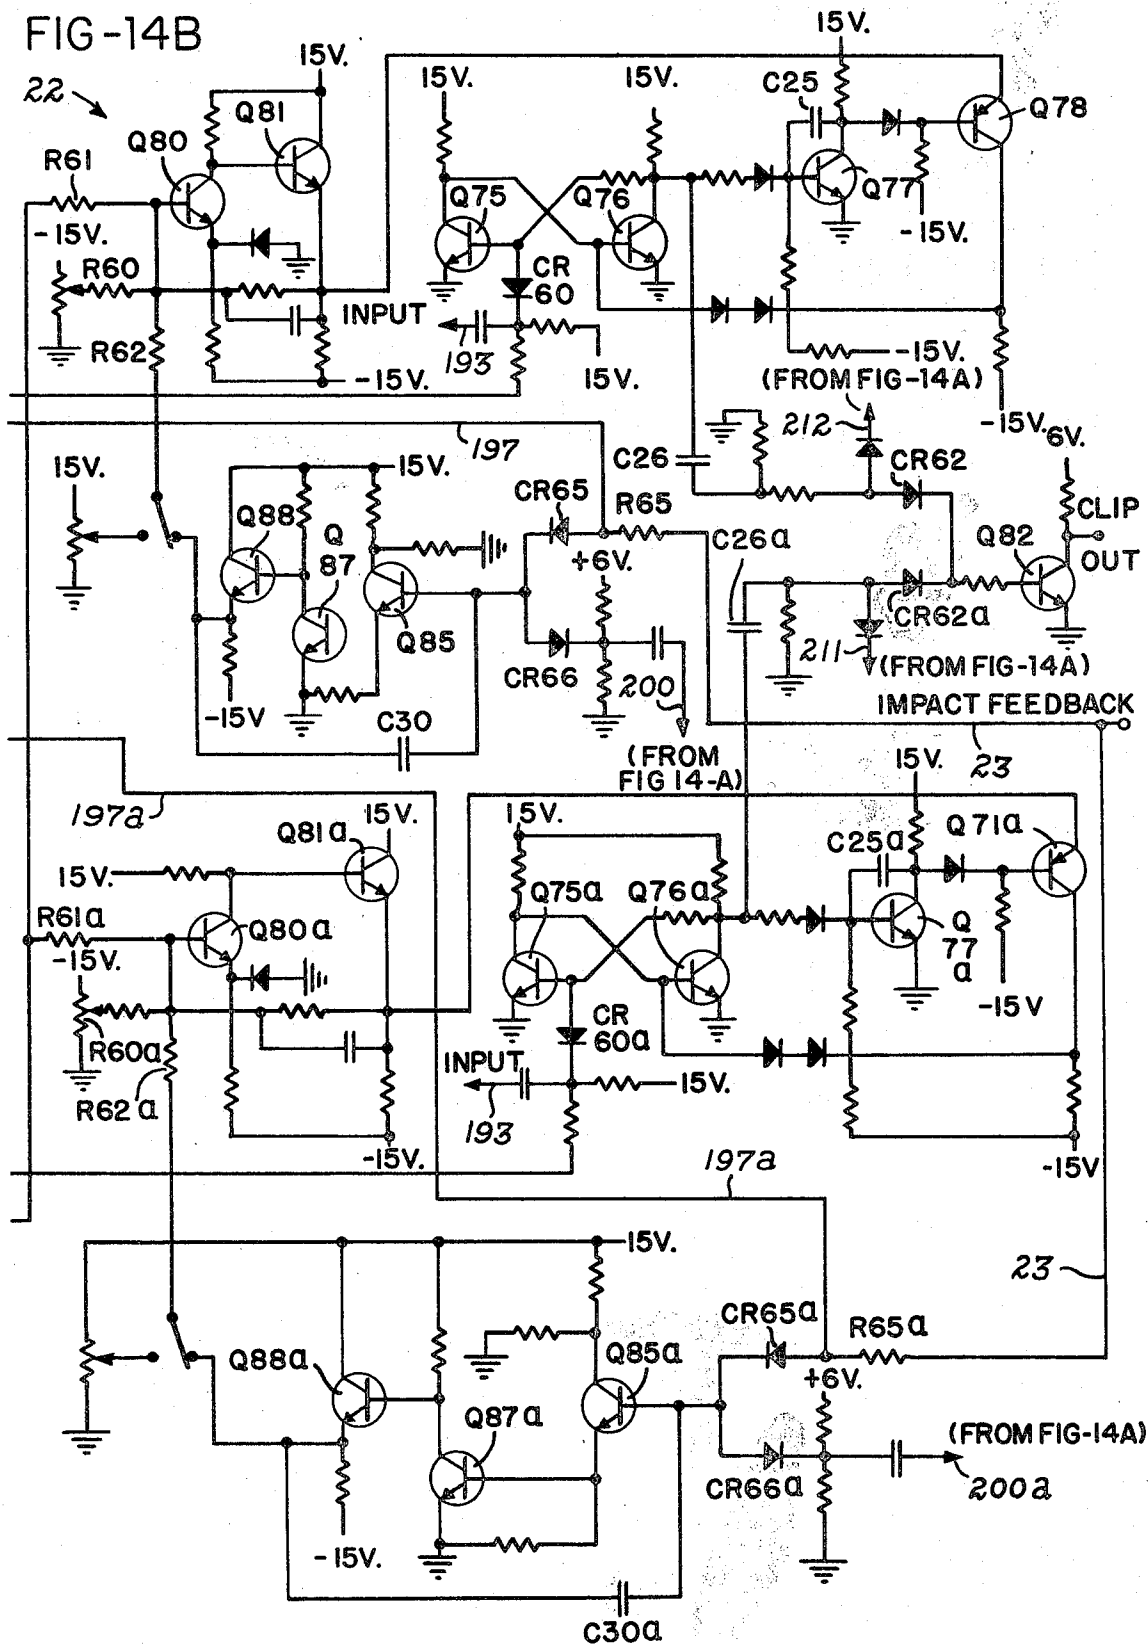 FIG-14B
22
15V.
Q80
Q81
R61
-15V.
R60
R62
INPUT
-15V.
15V.
15V.
15V.
C25
Q78
Q77
-15V.
Q75
Q76
CR
60
193
15V.
-15V.
(FROM FIG-14A)
212
-15V.
6V.
197
15V.
15V.
Q88
Q
87
Q85
-15V
C30
CR65
R65
+6V.
CR66
200
(FROM
FIG 14-A)
C26
C26a
CR62
Q82
CLIP
OUT
CR62a
211
(FROM FIG-14A)
IMPACT FEEDBACK
23
197a
Q81a
15V.
15V.
R61a
-15V.
Q80a
R60a
R62a
-15V.
15V.
Q75a
Q76a
CR
60a
INPUT
193
15V.
15V.
C25a
Q71a
Q
77
a
-15V
-15V
197a
23
15V.
Q88a
Q87a
Q85a
-15V.
CR65a
R65a
+6V.
CR66a
(FROM FIG-14A)
200a
C30a